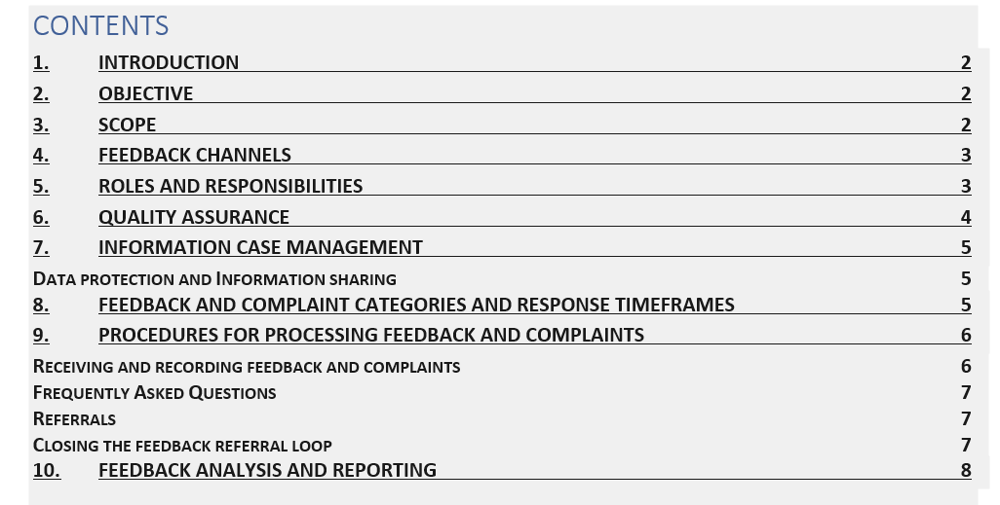 CONTENTS
1. INTRODUCTION 2
2. OBJECTIVE 2
3. SCOPE 2
4. FEEDBACK CHANNELS 3
5. ROLES AND RESPONSIBILITIES 3
6. QUALITY ASSURANCE 4
7. INFORMATION CASE MANAGEMENT 5
DATA PROTECTION AND INFORMATION SHARING 5
8. FEEDBACK AND COMPLAINT CATEGORIES AND RESPONSE TIMEFRAMES 5
9. PROCEDURES FOR PROCESSING FEEDBACK AND COMPLAINTS 6
RECEIVING AND RECORDING FEEDBACK AND COMPLAINTS 6
FREQUENTLY ASKED QUESTIONS 7
REFERRALS 7
CLOSING THE FEEDBACK REFERRAL LOOP 7
10. FEEDBACK ANALYSIS AND REPORTING 8